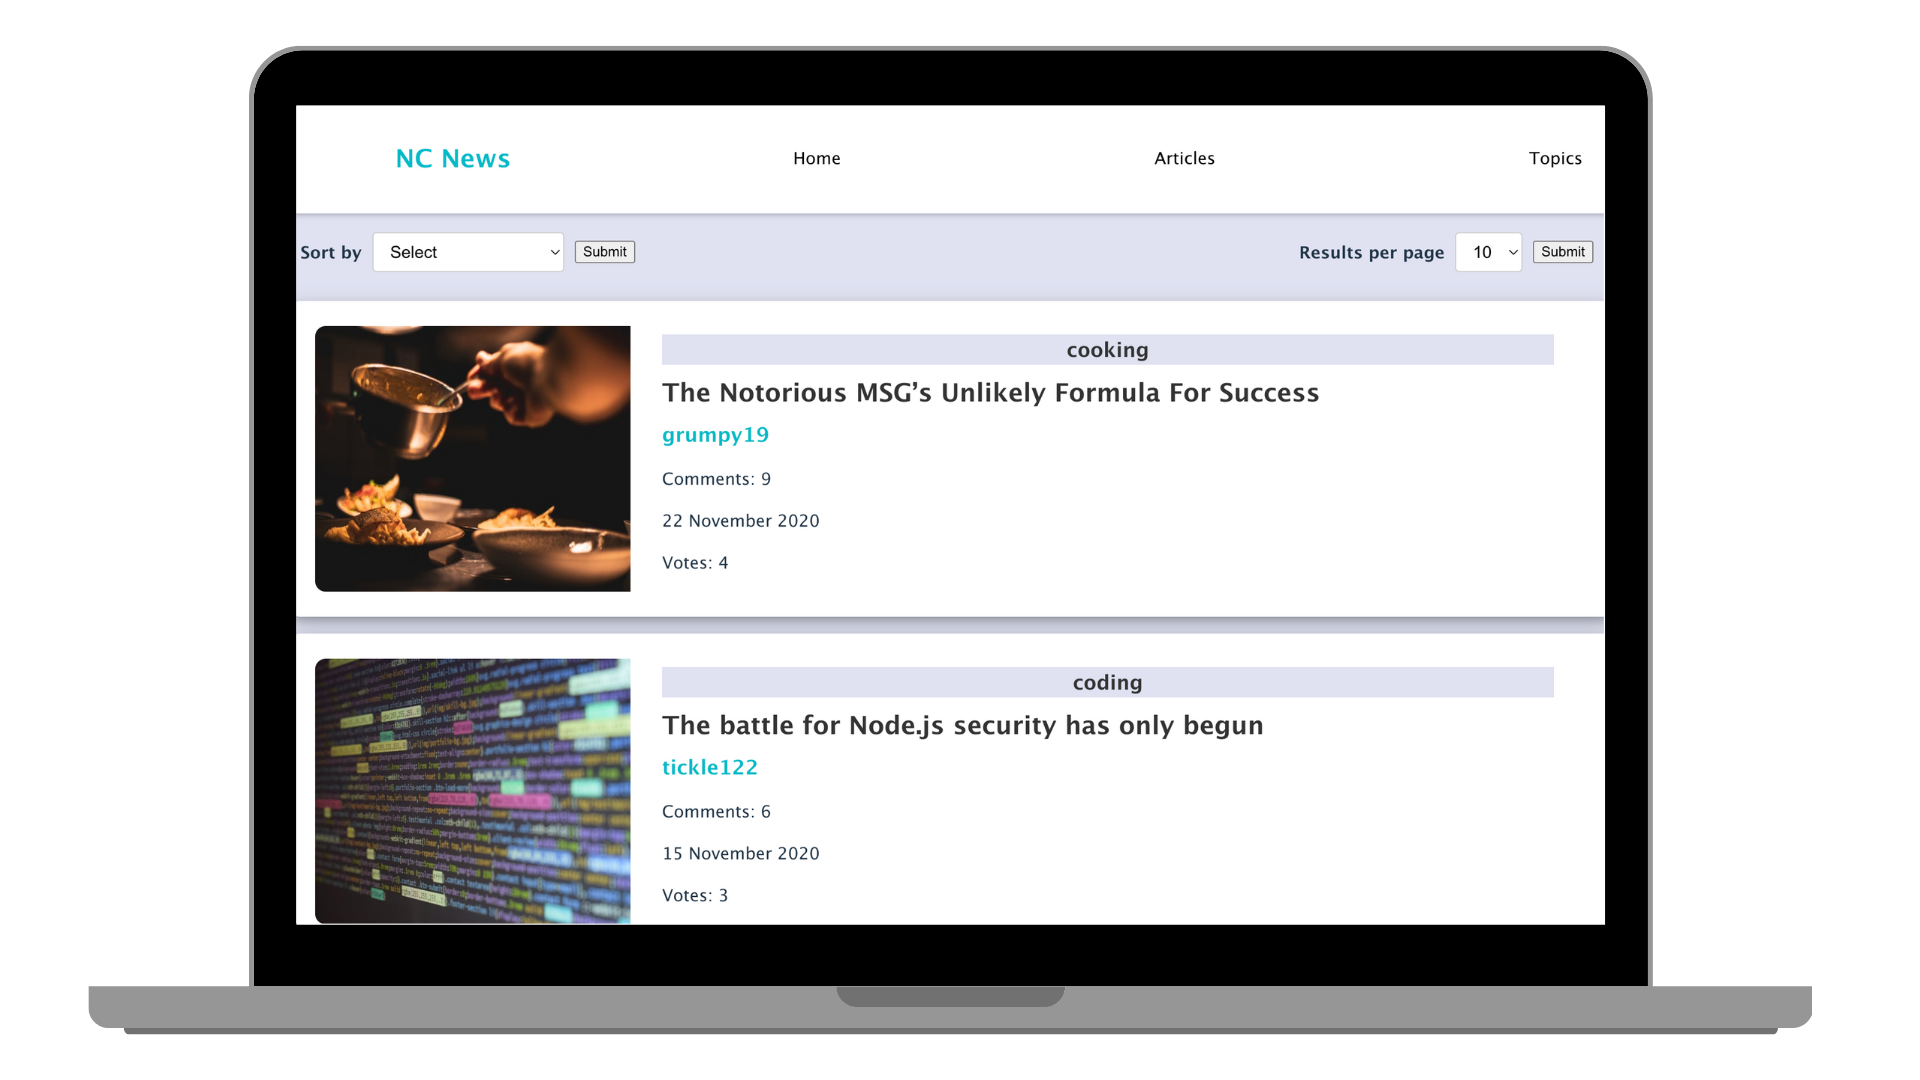 NC News Home Articles Topics
Sort by Select Submit Results per page 10 Submit
cooking
The Notorious MSG’s Unlikely Formula For Success
grumpy19
Comments: 9
22 November 2020
Votes: 4
coding
The battle for Node.js security has only begun
tickle122
Comments: 6
15 November 2020
Votes: 3